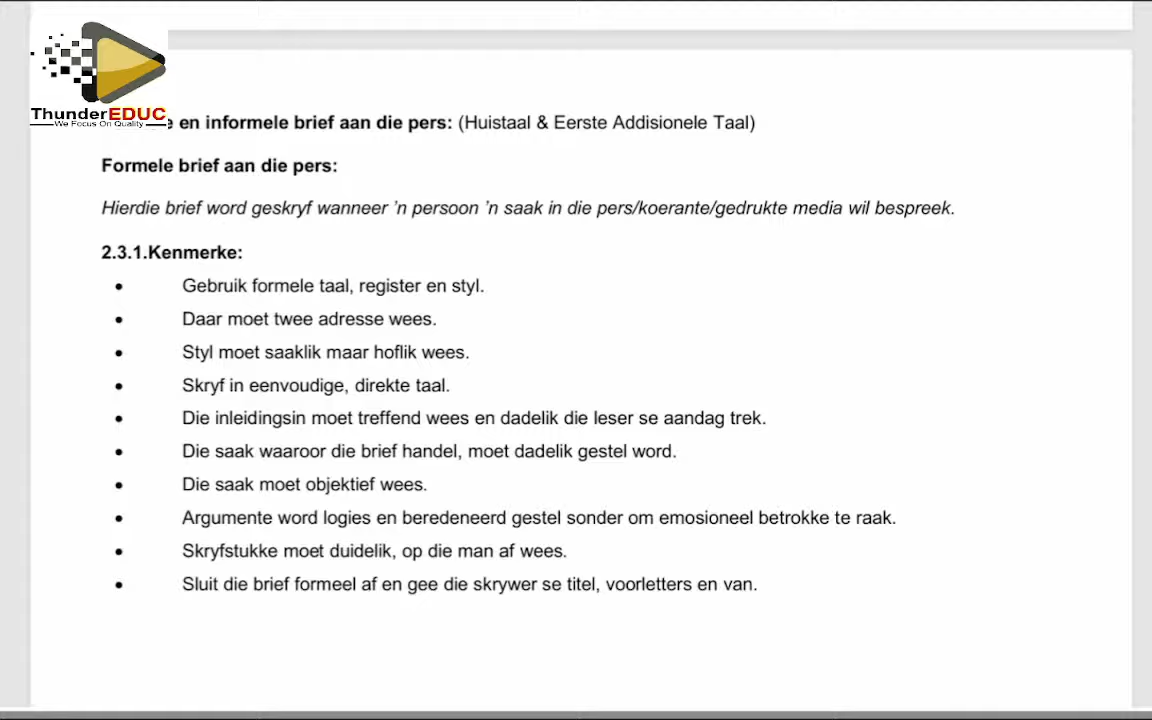 ThunderEDUC
We Focus On Quality
e en informele brief aan die pers: (Huistaal & Eerste Addisionele Taal)
Formele brief aan die pers:
Hierdie brief word geskryf wanneer ’n persoon ’n saak in die pers/koerante/gedrukte media wil bespreek.
2.3.1.Kenmerke:
• Gebruik formele taal, register en styl.
• Daar moet twee adresse wees.
• Styl moet saaklik maar hoflik wees.
• Skryf in eenvoudige, direkte taal.
• Die inleidingsin moet treffend wees en dadelik die leser se aandag trek.
• Die saak waaroor die brief handel, moet dadelik gestel word.
• Die saak moet objektief wees.
• Argumente word logies en beredeneerd gestel sonder om emosioneel betrokke te raak.
• Skryfstukke moet duidelik, op die man af wees.
• Sluit die brief formeel af en gee die skrywer se titel, voorletters en van.